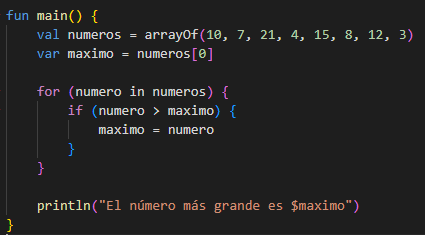 fun main() {
    val numeros = arrayOf(10, 7, 21, 4, 15, 8, 12, 3)
    var maximo = numeros[0]

    for (numero in numeros) {
        if (numero > maximo) {
            maximo = numero
        }
    }

    println("El número más grande es $maximo")
}